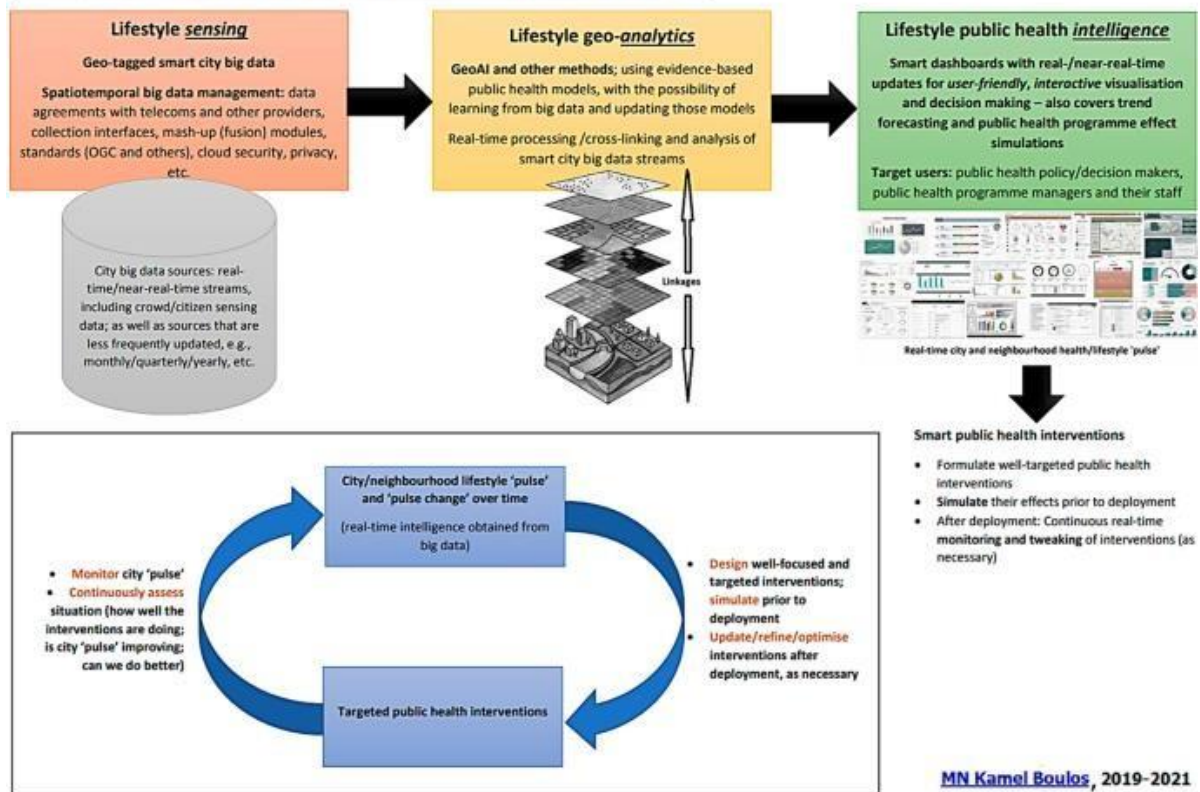 Lifestyle sensing
Geo-tagged smart city big data
Spatiotemporal big data management: data
agreements with telecoms and other providers,
collection interfaces, mash-up (fusion) modules,
standards (OGC and others), cloud security, privacy,
etc.
City big data sources: real-
time/near-real-time streams,
including crowd/citizen sensing
data; as well as sources that are
less frequently updated, e.g.,
monthly/quarterly/yearly, etc.
Lifestyle geo-analytics
GeoAI and other methods; using evidence-based
public health models, with the possibility of
learning from big data and updating those models
Real-time processing /cross-linking and analysis of
smart city big data streams
Linkages
Lifestyle public health intelligence
Smart dashboards with real-/near-real-time
updates for user-friendly, interactive visualisation
and decision making – also covers trend
forecasting and public health programme effect
simulations
Target users: public health policy/decision makers,
public health programme managers and their staff
Real-time city and neighbourhood health/lifestyle 'pulse'
Smart public health interventions
• Formulate well-targeted public health
interventions
• Simulate their effects prior to deployment
• After deployment: Continuous real-time
monitoring and tweaking of interventions (as
necessary)
City/neighbourhood lifestyle 'pulse'
and 'pulse change' over time
(real-time intelligence obtained from
big data)
• Monitor city 'pulse'
• Continuously assess
situation (how well the
interventions are doing;
is city 'pulse' improving;
can we do better)
• Design well-focused and
targeted interventions;
simulate prior to
deployment
• Update/refine/optimise
interventions after
deployment, as necessary
Targeted public health interventions
MN Kamel Boulos, 2019-2021